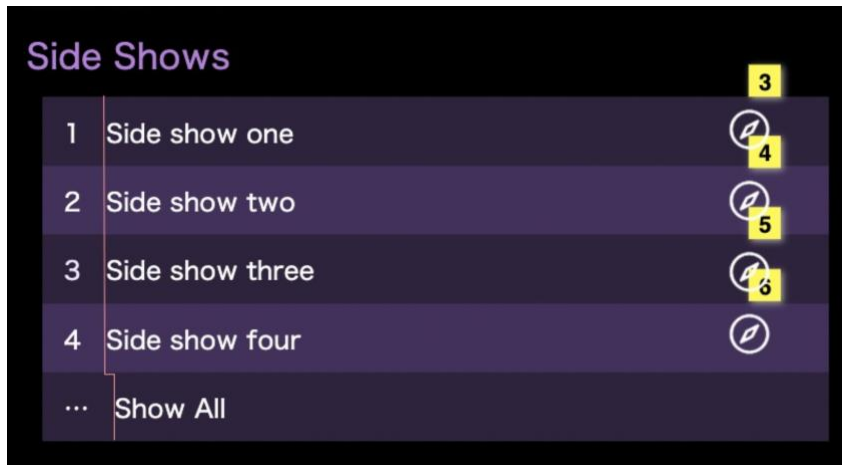 Side Shows
3
1 Side show one
4
2 Side show two
5
3 Side show three
6
4 Side show four
... Show All